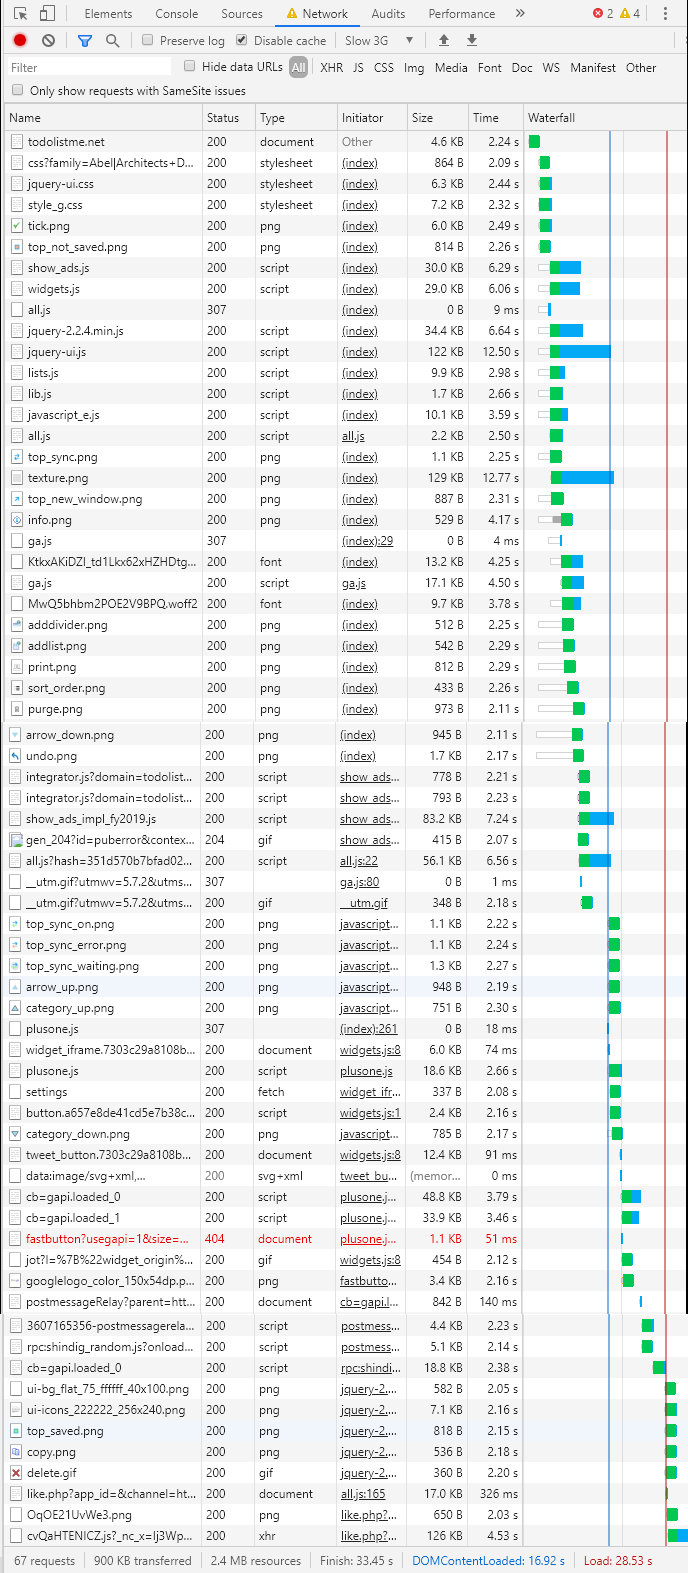 Elements Console Sources Network Audits Performance » 2 4
Preserve log Disable cache Slow 3G
Filter Hide data URLs All XHR JS CSS Img Media Font Doc WS Manifest Other
Only show requests with SameSite issues
Name Status Type Initiator Size Time Waterfall
todolistme.net 200 document Other 4.6 KB 2.24 s
css?family=Abel|Architects+D... 200 stylesheet (index) 864 B 2.09 s
jquery-ui.css 200 stylesheet (index) 6.3 KB 2.44 s
style_g.css 200 stylesheet (index) 7.2 KB 2.32 s
tick.png 200 png (index) 6.0 KB 2.49 s
top_not_saved.png 200 png (index) 814 B 2.26 s
show_ads.js 200 script (index) 30.0 KB 6.29 s
widgets.js 200 script (index) 29.0 KB 6.06 s
all.js 307 (index) 0 B 9 ms
jquery-2.2.4.min.js 200 script (index) 34.4 KB 6.64 s
jquery-ui.js 200 script (index) 122 KB 12.50 s
lists.js 200 script (index) 9.9 KB 2.98 s
lib.js 200 script (index) 1.7 KB 2.66 s
javascript_e.js 200 script (index) 10.1 KB 3.59 s
all.js 200 script all.js 2.2 KB 2.50 s
top_sync.png 200 png (index) 1.1 KB 2.25 s
texture.png 200 png (index) 129 KB 12.77 s
top_new_window.png 200 png (index) 887 B 2.31 s
info.png 200 png (index) 529 B 4.17 s
ga.js 307 (index):29 0 B 4 ms
KtkxAKiDZI_td1Lkx62xHZHDtg... 200 font (index) 13.2 KB 4.25 s
ga.js 200 script ga.js 17.1 KB 4.50 s
MwQ5bhbm2POE2V9BPQ.woff2 200 font (index) 9.7 KB 3.78 s
adddivider.png 200 png (index) 512 B 2.25 s
addlist.png 200 png (index) 542 B 2.29 s
print.png 200 png (index) 812 B 2.29 s
sort_order.png 200 png (index) 433 B 2.26 s
purge.png 200 png (index) 973 B 2.11 s
arrow_down.png 200 png (index) 945 B 2.11 s
undo.png 200 png (index) 1.7 KB 2.17 s
integrator.js?domain=todolist... 200 script show_ads... 778 B 2.21 s
integrator.js?domain=todolist... 200 script show_ads... 793 B 2.23 s
show_ads_impl_fy2019.js 200 script show_ads... 83.2 KB 7.24 s
gen_204?id=puberror&contex... 204 gif show_ads... 415 B 2.07 s
all.js?hash=351d570b7bfad02... 200 script all.js:22 56.1 KB 6.56 s
__utm.gif?utmwv=5.7.2&utms... 307 ga.js:80 0 B 1 ms
__utm.gif?utmwv=5.7.2&utms... 200 gif __utm.gif 348 B 2.18 s
top_sync_on.png 200 png javascript... 1.1 KB 2.22 s
top_sync_error.png 200 png javascript... 1.1 KB 2.24 s
top_sync_waiting.png 200 png javascript... 1.3 KB 2.27 s
arrow_up.png 200 png javascript... 948 B 2.19 s
category_up.png 200 png javascript... 751 B 2.30 s
plusone.js 307 (index):261 0 B 18 ms
widget_iframe.7303c29a8108b... 200 document widgets.js:8 6.0 KB 74 ms
plusone.js 200 script plusone.js 18.6 KB 2.66 s
settings 200 fetch widget_ifr... 337 B 2.08 s
button.a657e8de41cd5e7b38c... 200 script widgets.js:1 2.4 KB 2.16 s
category_down.png 200 png javascript... 785 B 2.17 s
tweet_button.7303c29a8108b... 200 document widgets.js:8 12.4 KB 91 ms
data:image/svg+xml,... 200 svg+xml tweet_bu... (memor... 0 ms
cb=gapi.loaded_0 200 script plusone.j... 48.8 KB 3.79 s
cb=gapi.loaded_1 200 script plusone.j... 33.9 KB 3.46 s
fastbutton?usegapi=1&size=... 404 document plusone.j... 1.1 KB 51 ms
jot?l=%7B%22widget_origin%... 200 gif widgets.js:8 454 B 2.12 s
googlelogo_color_150x54dp.p... 200 png fastbutto... 3.4 KB 2.16 s
postmessageRelay?parent=htt... 200 document cb=gapi.l... 842 B 140 ms
3607165356-postmessagerela... 200 script postmess... 4.4 KB 2.23 s
rpc:shindig_random.js?onload... 200 script postmess... 5.1 KB 2.14 s
cb=gapi.loaded_0 200 script rpc:shindi... 18.8 KB 2.38 s
ui-bg_flat_75_ffffff_40x100.png 200 png jquery-2.... 582 B 2.05 s
ui-icons_222222_256x240.png 200 png jquery-2.... 7.1 KB 2.16 s
top_saved.png 200 png jquery-2.... 818 B 2.15 s
copy.png 200 png jquery-2.... 536 B 2.18 s
delete.gif 200 gif jquery-2.... 360 B 2.20 s
like.php?app_id=&channel=ht... 200 document all.js:165 17.0 KB 326 ms
OqOE21UvWe3.png 200 png like.php?... 650 B 2.03 s
cvQaHTENICZ.js?_nc_x=Ij3Wp... 200 xhr like.php?... 126 KB 4.53 s
67 requests 900 KB transferred 2.4 MB resources Finish: 33.45 s DOMContentLoaded: 16.92 s Load: 28.53 s